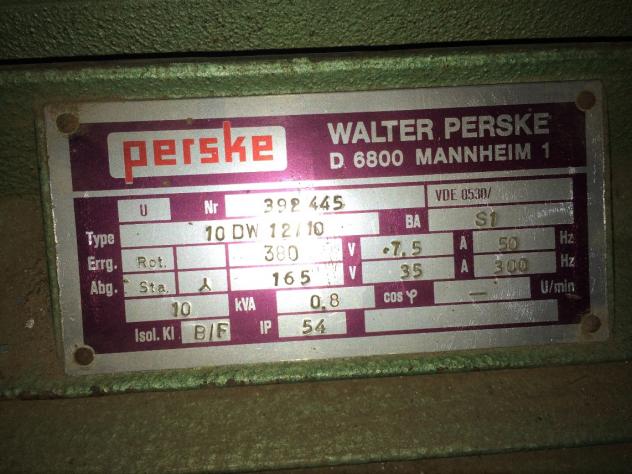 perske WALTER PERSKE
D 6800 MANNHEIM 1
U Nr 392 445 VDE 0530/
Type 10 DW 12/10 BA S1
Errg. Rot. 380 V 7,5 A 50 Hz
Abg. Sta. 165 V 35 A 300 Hz
10 kVA 0.8 cos φ — U/min
Isol. Kl B/F IP 54